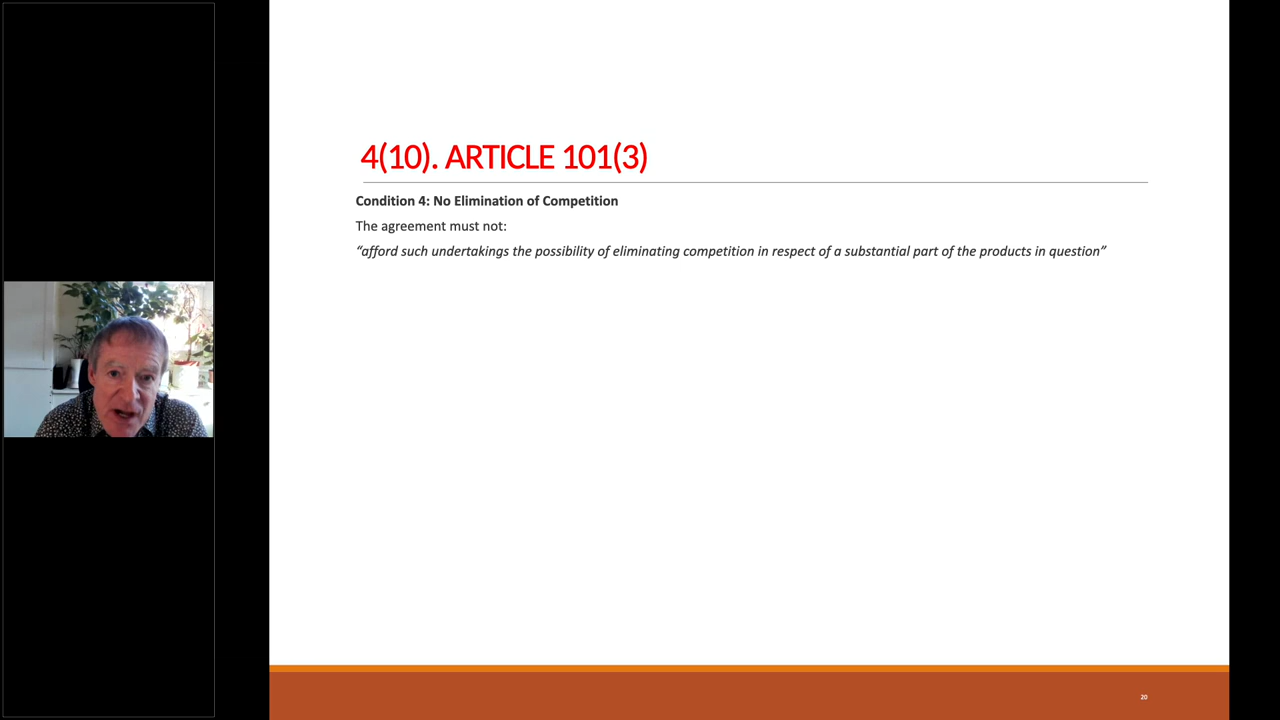 4(10). ARTICLE 101(3)
Condition 4: No Elimination of Competition
The agreement must not:
“afford such undertakings the possibility of eliminating competition in respect of a substantial part of the products in question”
20